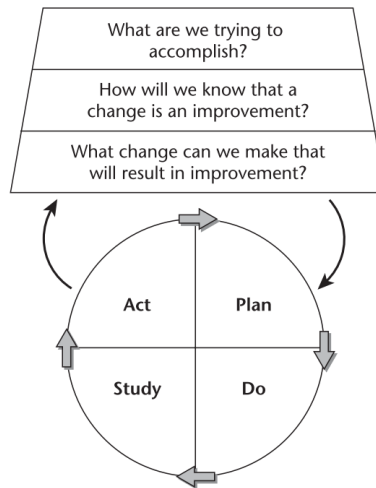 What are we trying to
accomplish?
How will we know that a
change is an improvement?
What change can we make that
will result in improvement?
Act
Plan
Study
Do